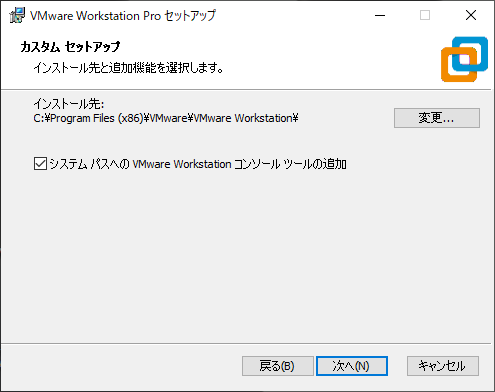 VMware Workstation Pro セットアップ
カスタム セットアップ
インストール先と追加機能を選択します。
インストール先:
C:¥Program Files (x86)¥VMware¥VMware Workstation¥
変更...
システム パスへの VMware Workstation コンソール ツールの追加
戻る(B)
次へ(N)
キャンセル